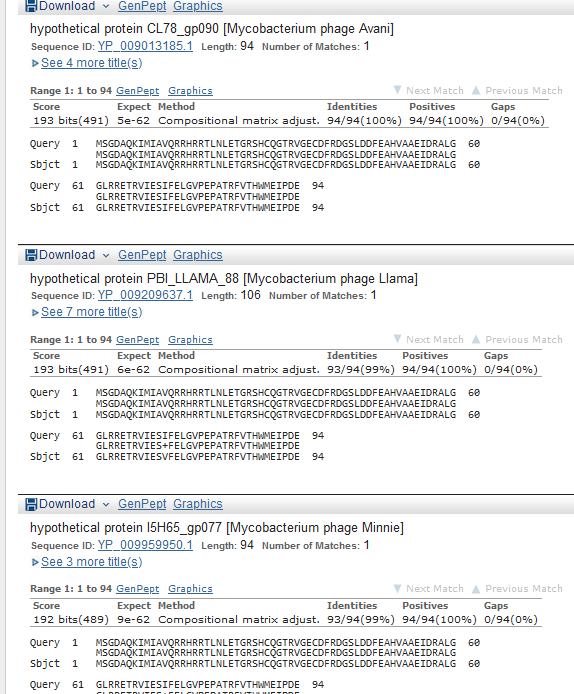 Download GenPept Graphics
hypothetical protein CL78_gp090 [Mycobacterium phage Avani]
Sequence ID: YP_009013185.1 Length: 94 Number of Matches: 1
See 4 more title(s)
Range 1: 1 to 94 GenPept Graphics Next Match Previous Match
Score Expect Method Identities Positives Gaps
193 bits(491) 5e-62 Compositional matrix adjust. 94/94(100%) 94/94(100%) 0/94(0%)
Query 1 MSGDAQKIMIAVQRRHRRTLNLETGRSHCQGTRVGECDFRDGSLDDFEAHVAAEIDRALG 60
MSGDAQKIMIAVQRRHRRTLNLETGRSHCQGTRVGECDFRDGSLDDFEAHVAAEIDRALG
Sbjct 1 MSGDAQKIMIAVQRRHRRTLNLETGRSHCQGTRVGECDFRDGSLDDFEAHVAAEIDRALG 60
Query 61 GLRRETRVIESIFELGVPEPATRFVTHWMEIPDE 94
GLRRETRVIESIFELGVPEPATRFVTHWMEIPDE
Sbjct 61 GLRRETRVIESIFELGVPEPATRFVTHWMEIPDE 94
Download GenPept Graphics
hypothetical protein PBI_LLAMA_88 [Mycobacterium phage Llama]
Sequence ID: YP_009209637.1 Length: 106 Number of Matches: 1
See 7 more title(s)
Range 1: 1 to 94 GenPept Graphics Next Match Previous Match
Score Expect Method Identities Positives Gaps
193 bits(491) 6e-62 Compositional matrix adjust. 93/94(99%) 94/94(100%) 0/94(0%)
Query 1 MSGDAQKIMIAVQRRHRRTLNLETGRSHCQGTRVGECDFRDGSLDDFEAHVAAEIDRALG 60
MSGDAQKIMIAVQRRHRRTLNLETGRSHCQGTRVGECDFRDGSLDDFEAHVAAEIDRALG
Sbjct 1 MSGDAQKIMIAVQRRHRRTLNLETGRSHCQGTRVGECDFRDGSLDDFEAHVAAEIDRALG 60
Query 61 GLRRETRVIESIFELGVPEPATRFVTHWMEIPDE 94
GLRRETRVIES+FELGVPEPATRFVTHWMEIPDE
Sbjct 61 GLRRETRVIESVFELGVPEPATRFVTHWMEIPDE 94
Download GenPept Graphics
hypothetical protein I5H65_gp077 [Mycobacterium phage Minnie]
Sequence ID: YP_009959950.1 Length: 94 Number of Matches: 1
See 3 more title(s)
Range 1: 1 to 94 GenPept Graphics Next Match Previous Match
Score Expect Method Identities Positives Gaps
192 bits(489) 9e-62 Compositional matrix adjust. 93/94(99%) 94/94(100%) 0/94(0%)
Query 1 MSGDAQKIMIAVQRRHRRTLNLETGRSHCQGTRVGECDFRDGSLDDFEAHVAAEIDRALG 60
MSGDAQKIMIAVQRRHRRTLNLETGRSHCQGTRVGECDFRDGSLDDFEAHVAAEIDRALG
Sbjct 1 MSGDAQKIMIAVQRRHRRTLNLETGRSHCQGTRVGECDFRDGSLDDFEAHVAAEIDRALG 60
Query 61 GLRRETRVIESIFELGVPEPATRFVTHWMEIPDE 94